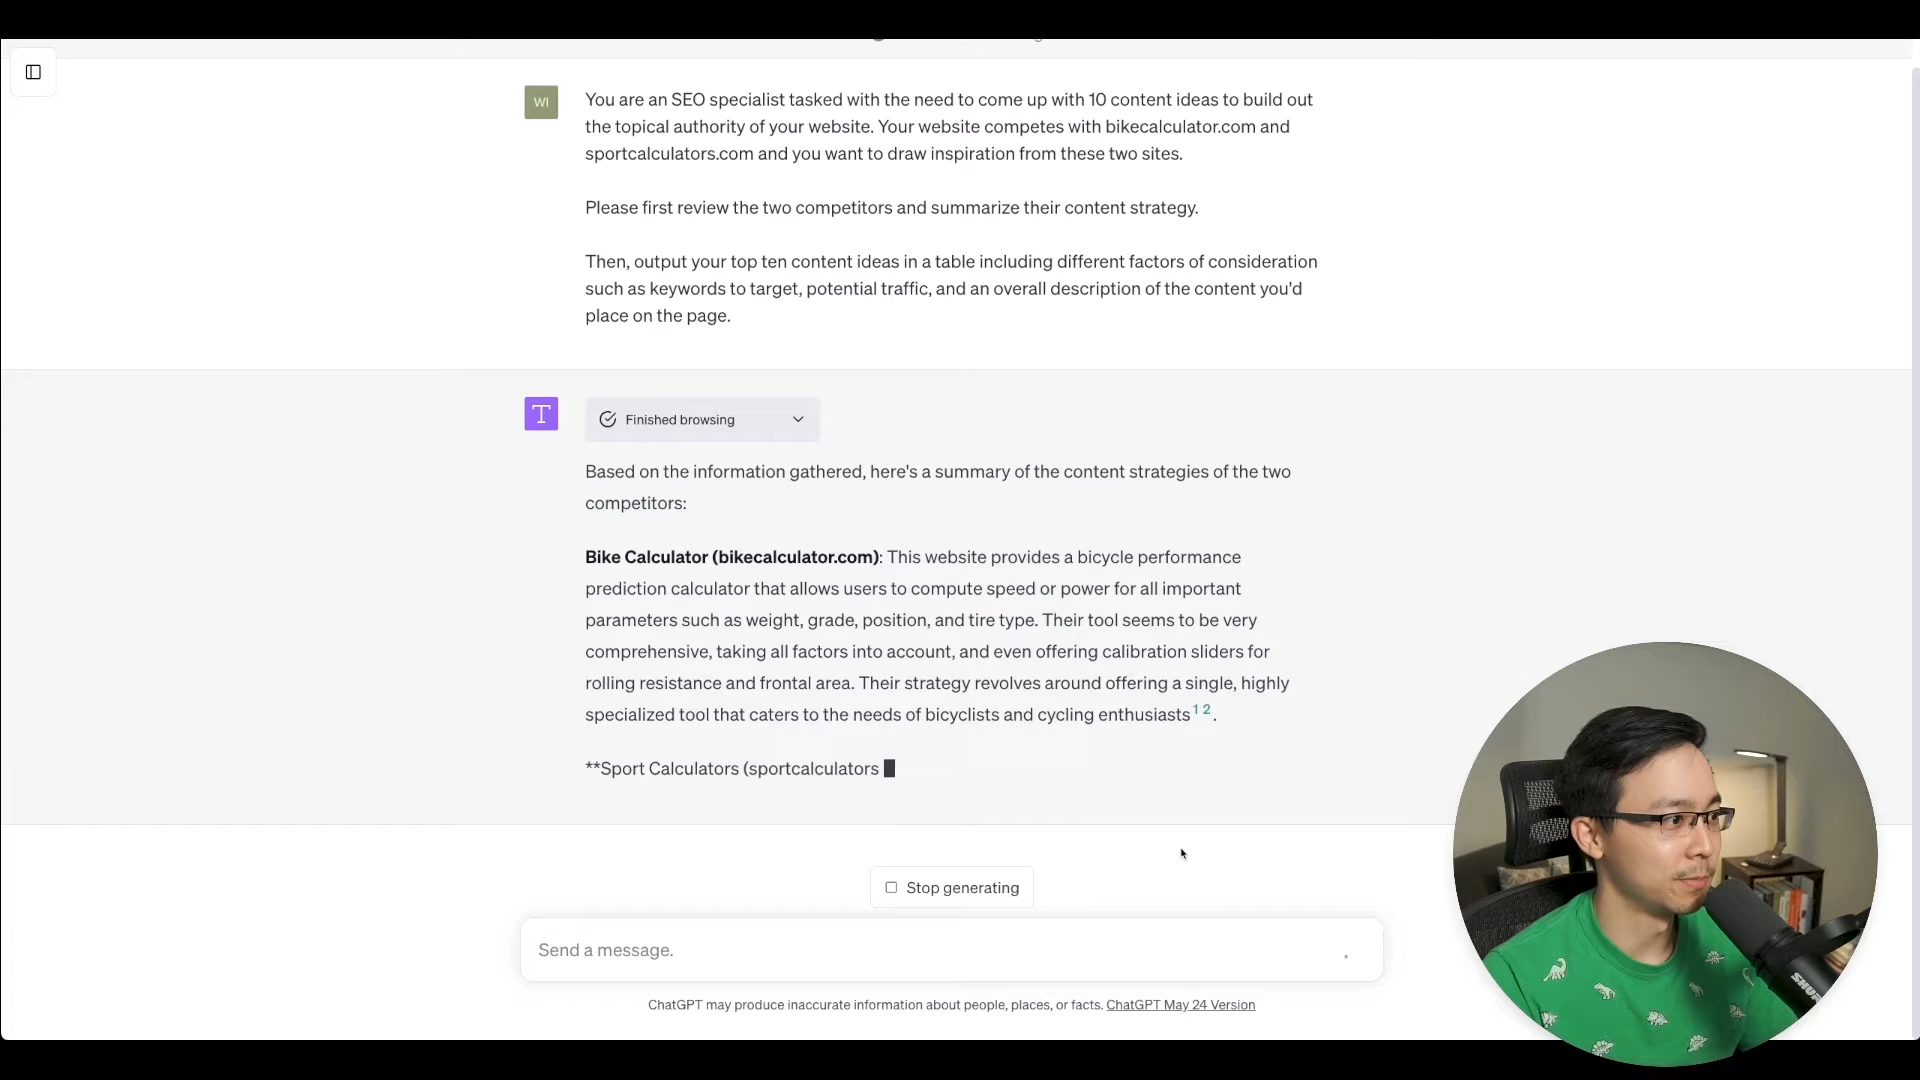 WI
You are an SEO specialist tasked with the need to come up with 10 content ideas to build out
the topical authority of your website. Your website competes with bikecalculator.com and
sportcalculators.com and you want to draw inspiration from these two sites.
Please first review the two competitors and summarize their content strategy.
Then, output your top ten content ideas in a table including different factors of consideration
such as keywords to target, potential traffic, and an overall description of the content you'd
place on the page.
T
Finished browsing
Based on the information gathered, here's a summary of the content strategies of the two
competitors:
Bike Calculator (bikecalculator.com): This website provides a bicycle performance
prediction calculator that allows users to compute speed or power for all important
parameters such as weight, grade, position, and tire type. Their tool seems to be very
comprehensive, taking all factors into account, and even offering calibration sliders for
rolling resistance and frontal area. Their strategy revolves around offering a single, highly
specialized tool that caters to the needs of bicyclists and cycling enthusiasts 1 2.
**Sport Calculators (sportcalculators
Stop generating
Send a message.
ChatGPT may produce inaccurate information about people, places, or facts. ChatGPT May 24 Version
SHURE